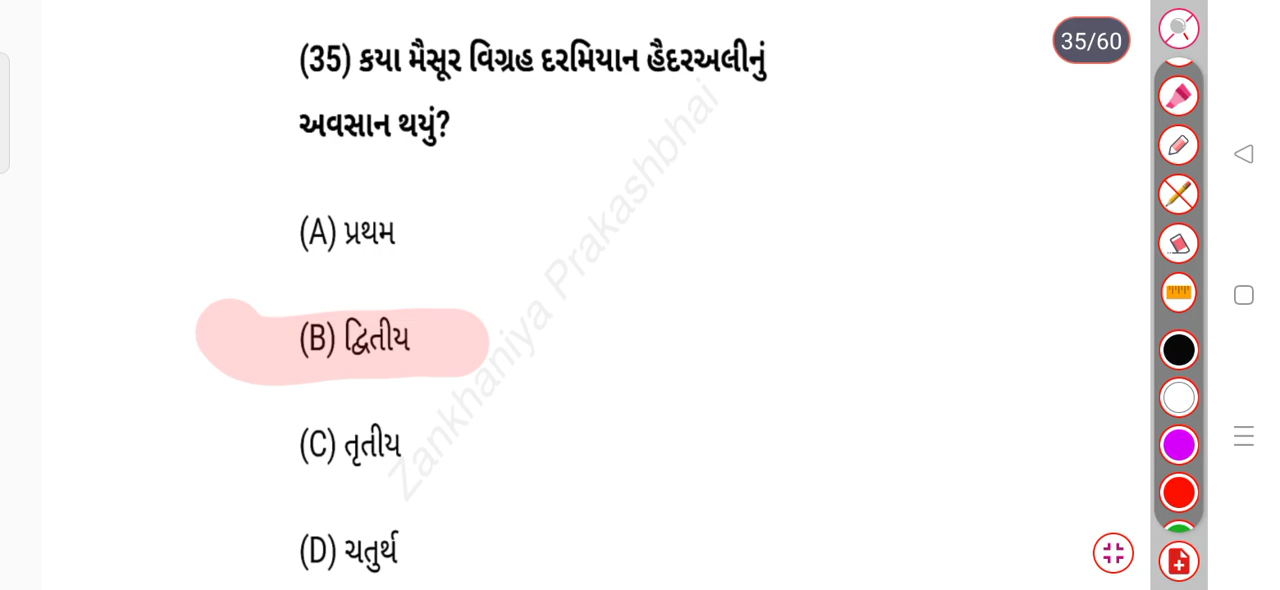 35/60
(35) કયા મૈસૂર વિગ્રહ દરમિયાન હૈદરઅલીનું
અવસાન થયું?
(A) પ્રથમ
(B) દ્વિતીય
(C) તૃતીય
(D) ચતુર્થ
Zankhaniya Prakashbhai